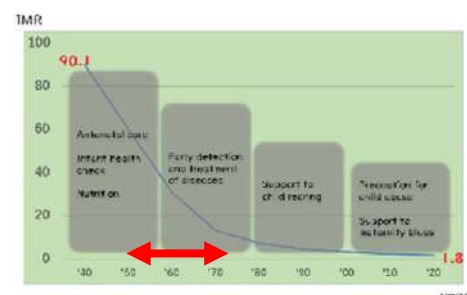 IMR
100
90.1
80
60
40
20
0
Antenatal care
Infant health
check
Nutrition
Early detection
and treatment
of diseases
Support to
child rearing
Prevention for
child abuse
Support to
maternity blues
'40
'50
'60
'70
'80
'90
'00
'10
'20
1.8